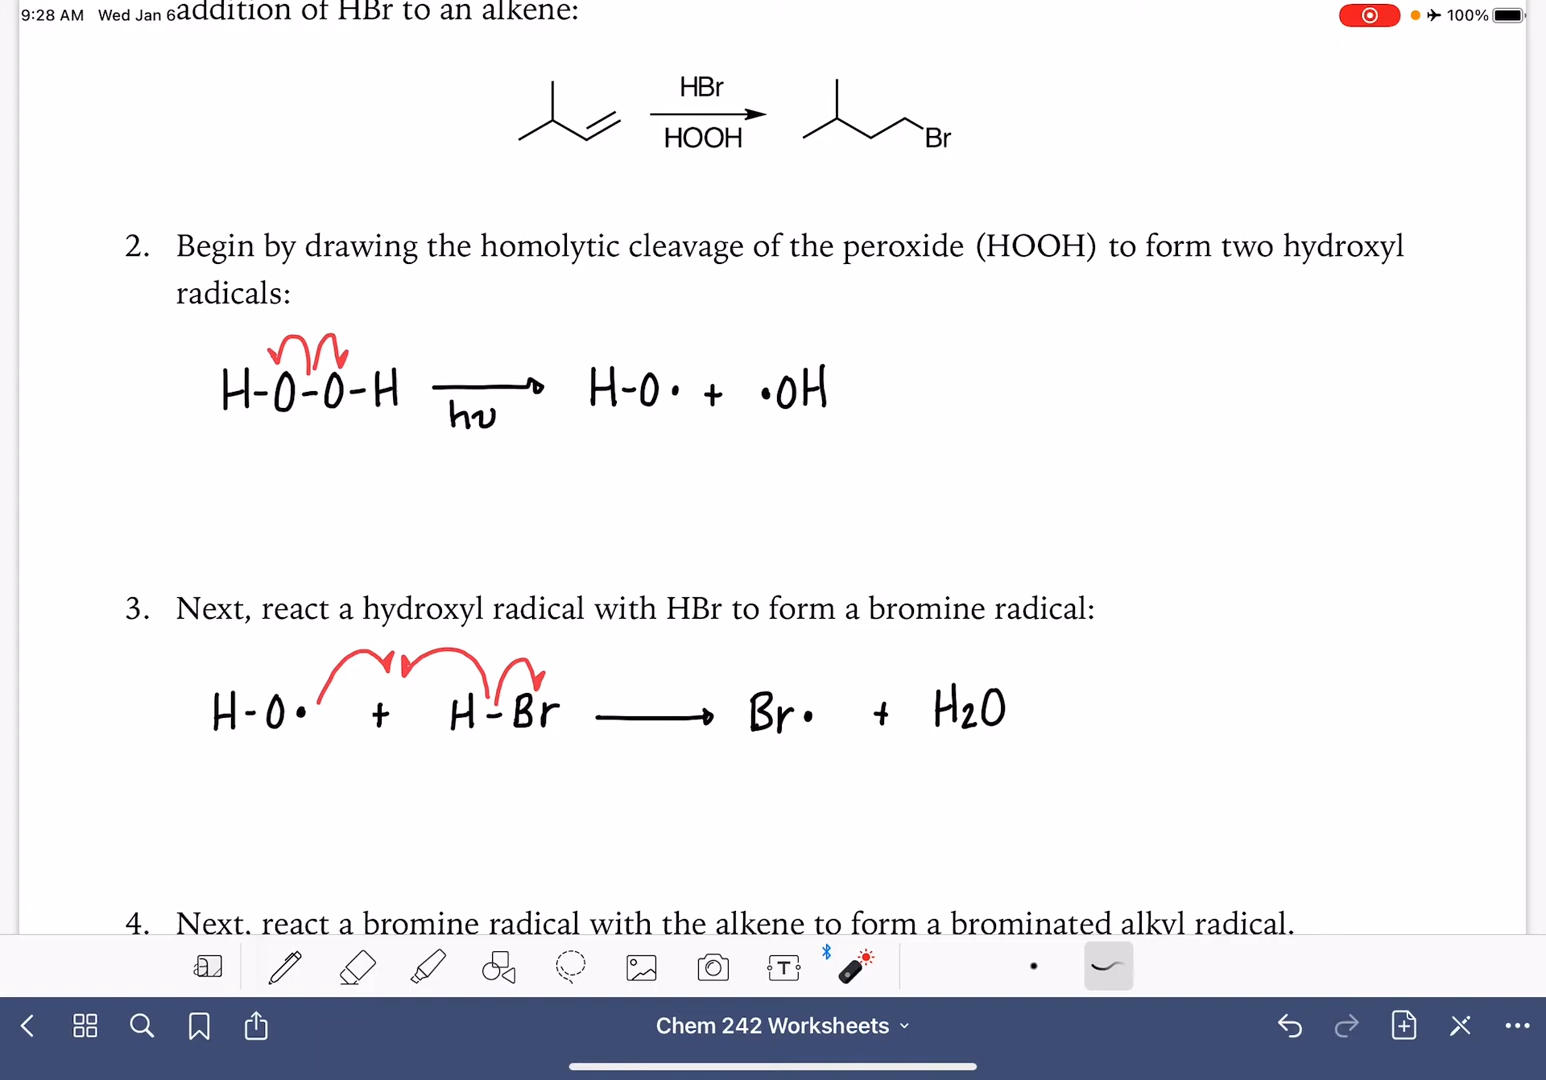 9:28 AM Wed Jan 6 addition of HBr to an alkene: 100%
HBr
HOOH
Br
2. Begin by drawing the homolytic cleavage of the peroxide (HOOH) to form two hydroxyl
radicals:
H-O-O-H H-O• + •OH
hν
3. Next, react a hydroxyl radical with HBr to form a bromine radical:
H-O• + H-Br Br• + H2O
4. Next, react a bromine radical with the alkene to form a brominated alkyl radical.
a T
Chem 242 Worksheets